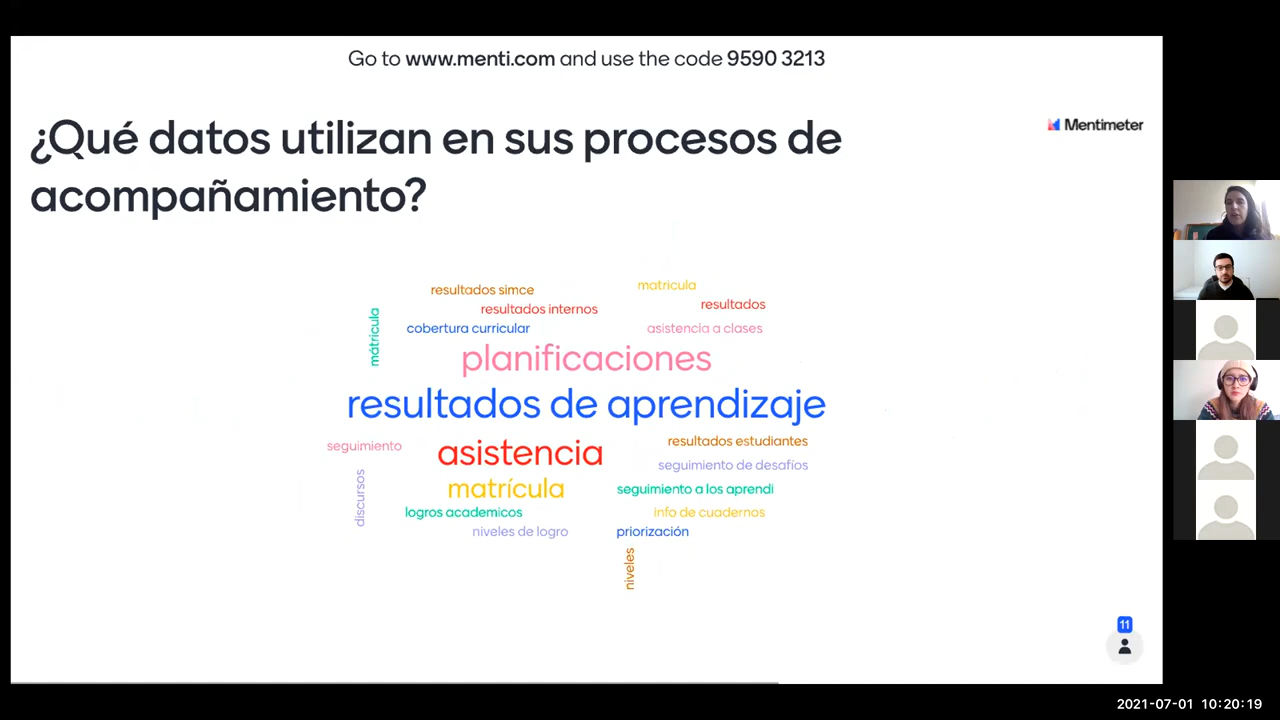 Go to www.menti.com and use the code 9590 3213
Mentimeter
¿Qué datos utilizan en sus procesos de
acompañamiento?
resultados simce
matricula
resultados internos
resultados
mátricula
cobertura curricular
asistencia a clases
planificaciones
resultados de aprendizaje
seguimiento
asistencia
resultados estudiantes
seguimiento de desafíos
discursos
matrícula
seguimiento a los aprendi
logros academicos
info de cuadernos
niveles de logro
priorización
niveles
11
2021-07-01 10:20:19